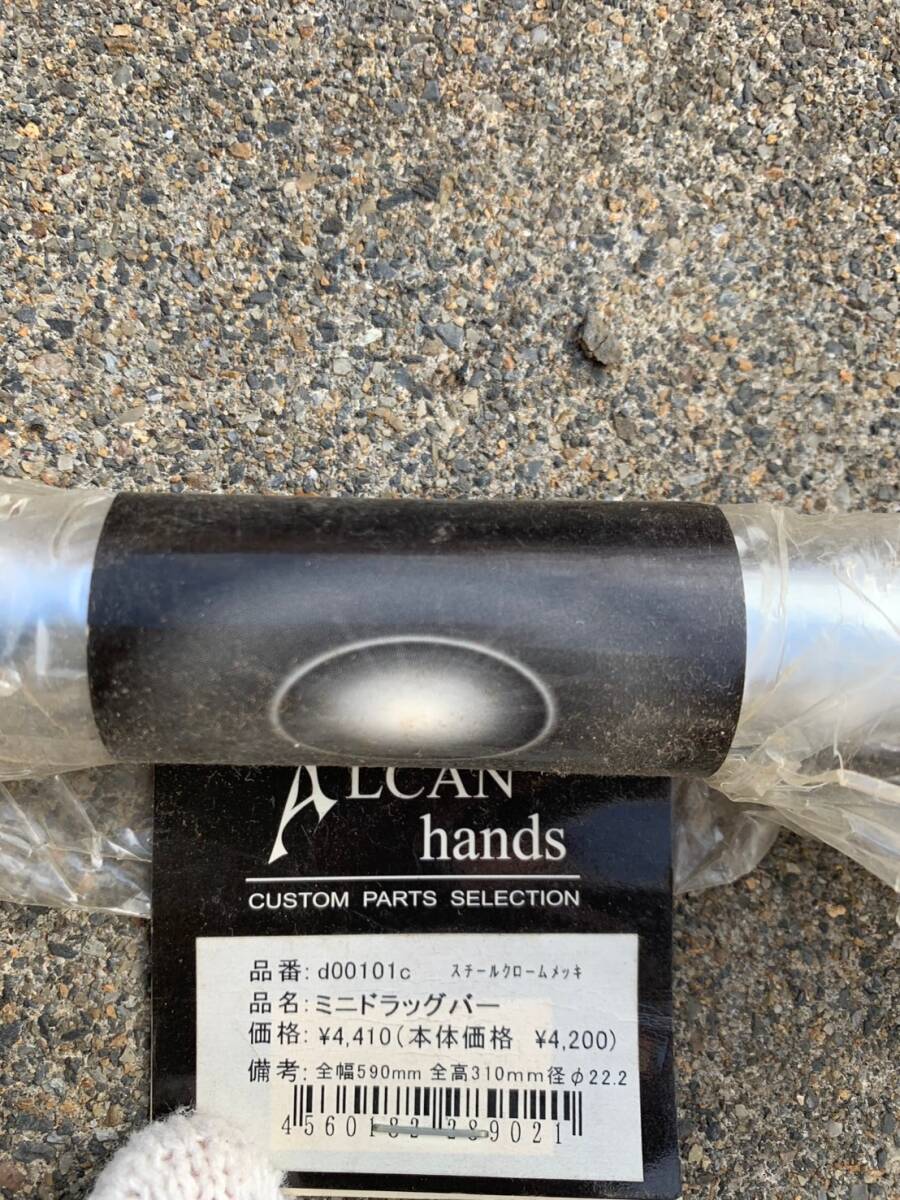 ALCAN
hands
CUSTOM PARTS SELECTION
品番: d00101c ｽﾁｰﾙｸﾛｰﾑﾒｯｷ
品名: ミニドラッグバー
価格: ¥4,410(本体価格 ¥4,200)
備考: 全幅590mm 全高310mm径φ22.2
4560182289021